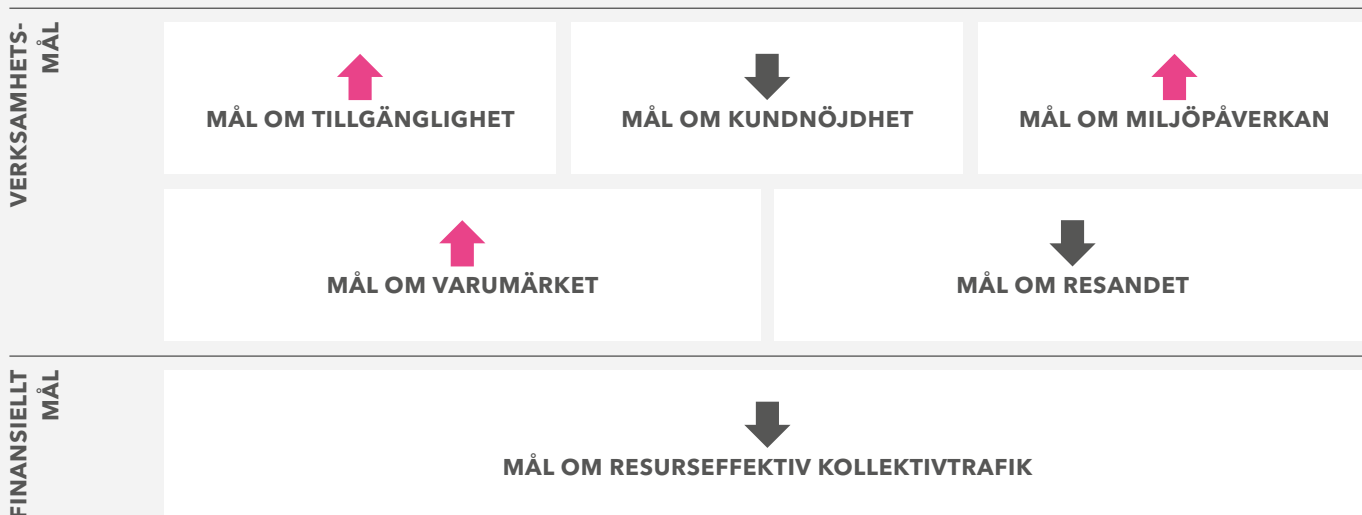 VERKSAMHETS-
MÅL
MÅL OM TILLGÄNGLIGHET
MÅL OM KUNDNÖJDHET
MÅL OM MILJÖPÅVERKAN
MÅL OM VARUMÄRKET
MÅL OM RESANDET
FINANSIELLT
MÅL
MÅL OM RESURSEFFEKTIV KOLLEKTIVTRAFIK